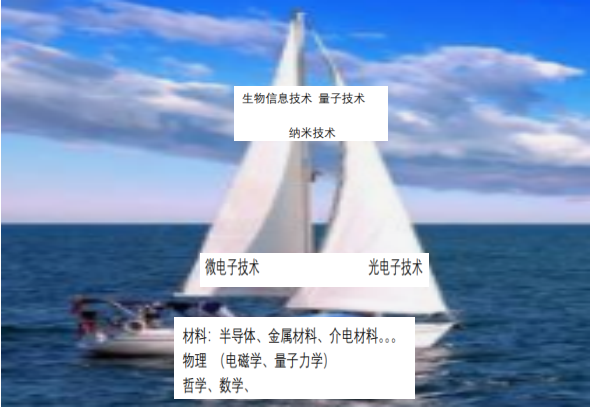 生物信息技术 量子技术
纳米技术
微电子技术 光电子技术
材料：半导体、金属材料、介电材料。。。
物理 （电磁学、量子力学）
哲学、数学、